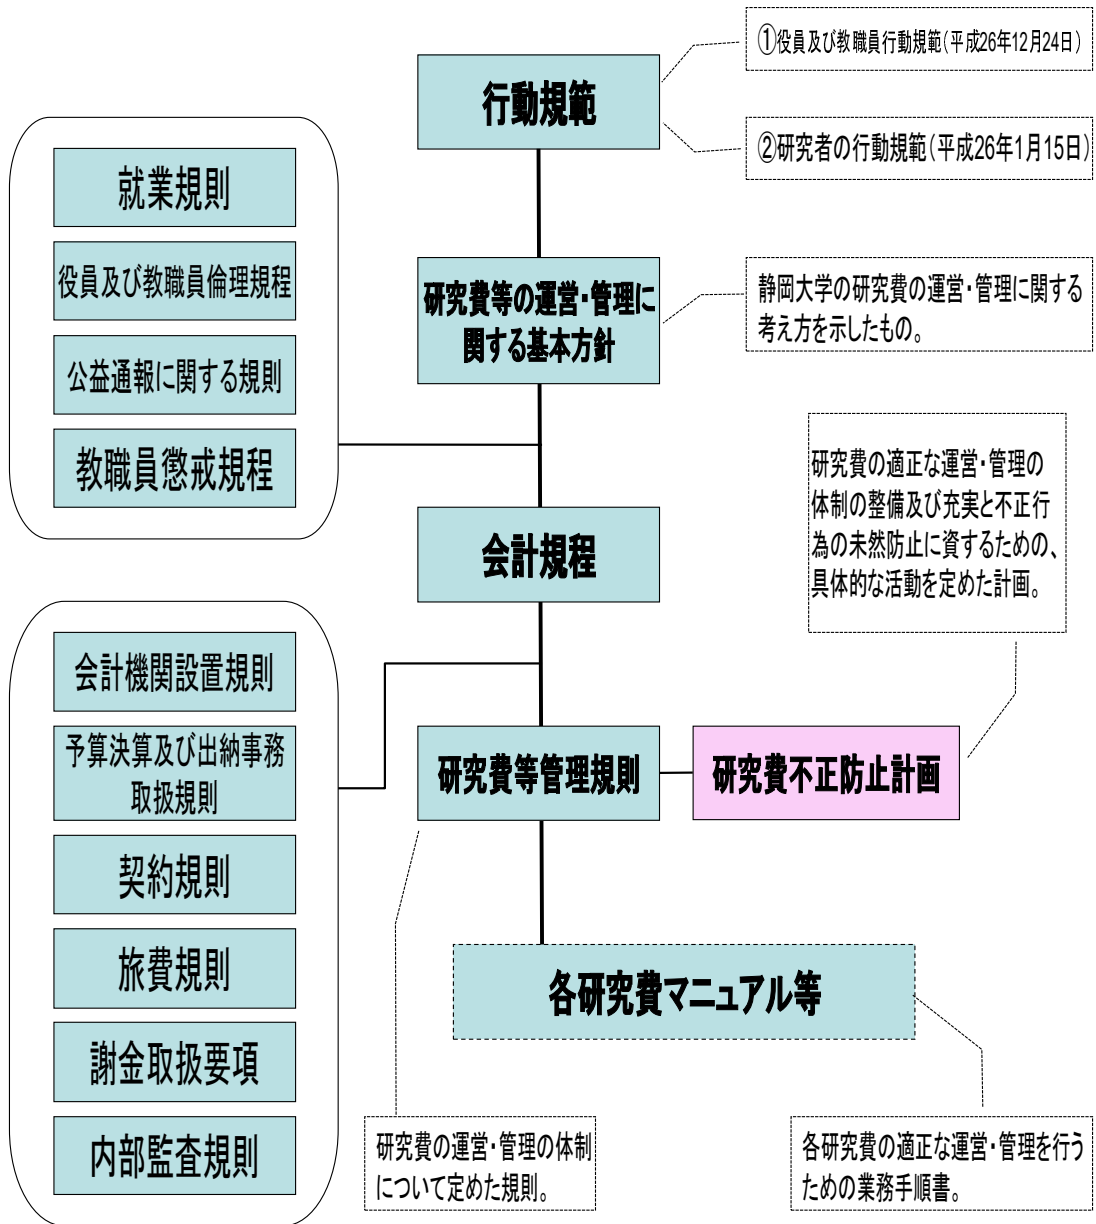 ①役員及び教職員行動規範(平成26年12月24日)
行動規範
②研究者の行動規範(平成26年1月15日)
就業規則
役員及び教職員倫理規程
公益通報に関する規則
教職員懲戒規程
研究費等の運営・管理に
関する基本方針
静岡大学の研究費の運営・管理に関する
考え方を示したもの。
会計規程
研究費の適正な運営・管理の
体制の整備及び充実と不正行
為の未然防止に資するための、
具体的な活動を定めた計画。
会計機関設置規則
予算決算及び出納事務
取扱規則
契約規則
旅費規則
謝金取扱要項
内部監査規則
研究費等管理規則
研究費不正防止計画
各研究費マニュアル等
研究費の運営・管理の体制
について定めた規則。
各研究費の適正な運営・管理を行う
ための業務手順書。